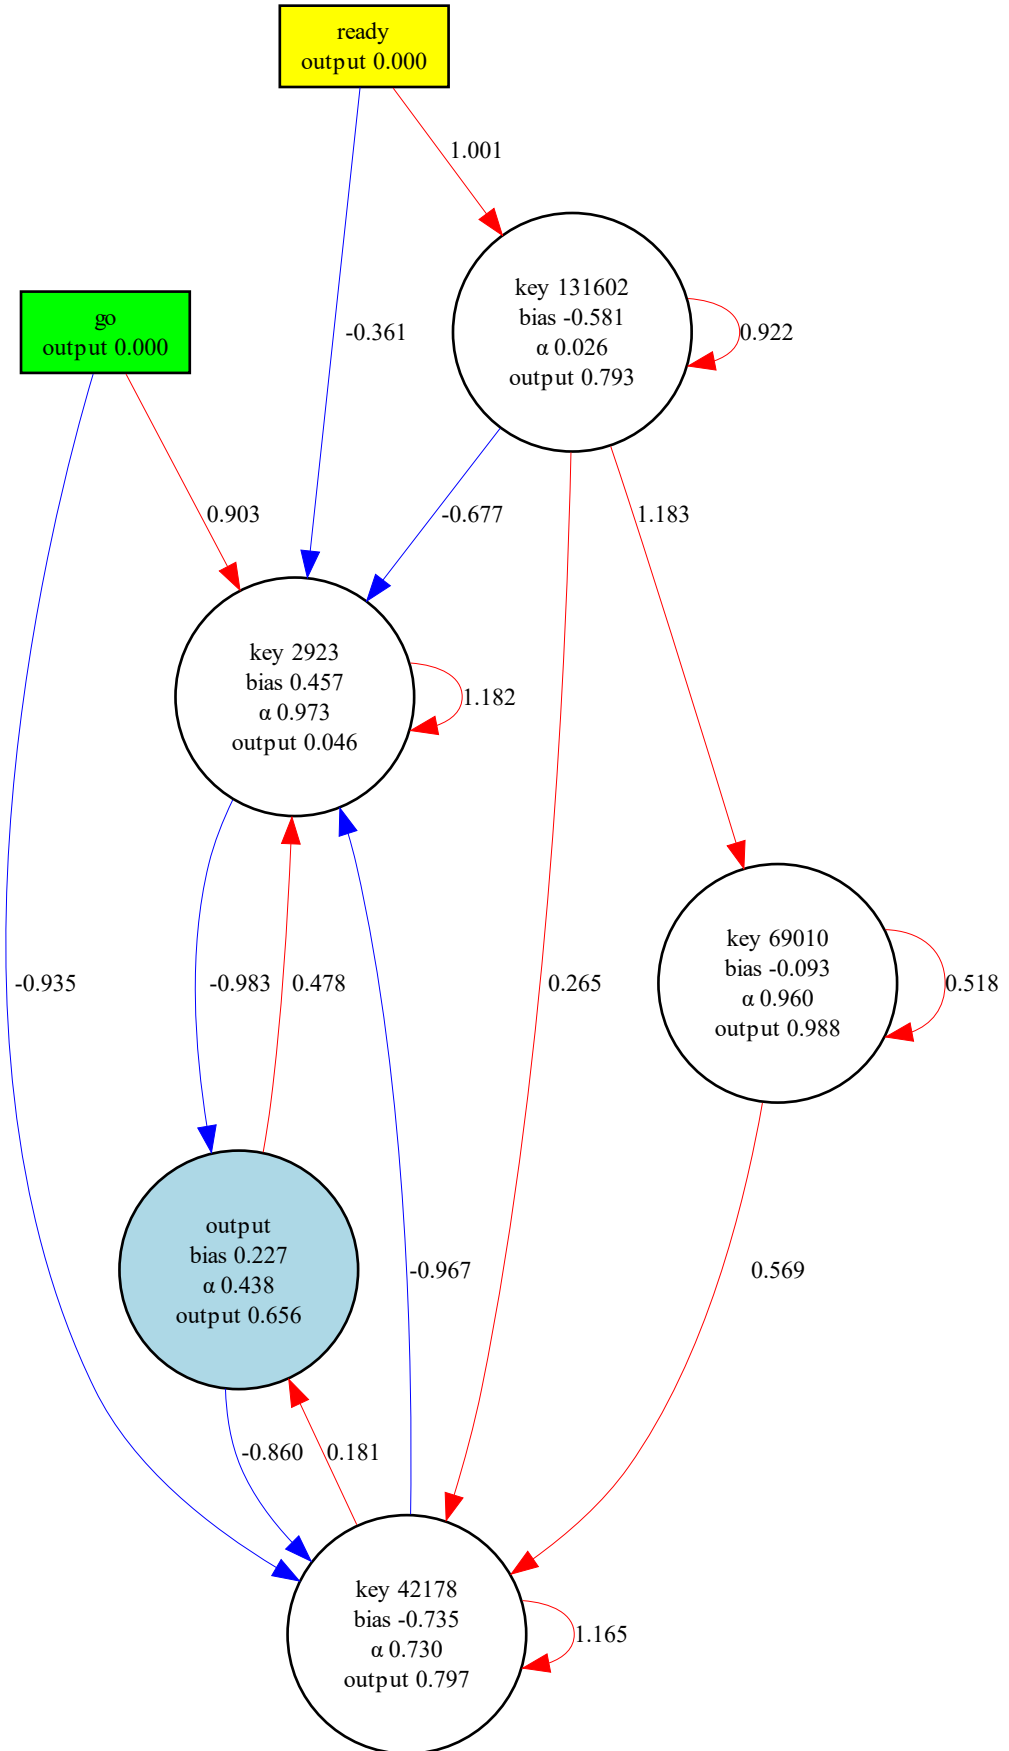 ready
output 0.000
1.001
key 131602
bias -0.581
α 0.026
output 0.793
0.922
go
output 0.000
-0.361
0.903
-0.677
1.183
key 2923
bias 0.457
α 0.973
output 0.046
1.182
key 69010
bias -0.093
α 0.960
output 0.988
0.518
-0.935
-0.983
0.478
0.265
output
bias 0.227
α 0.438
output 0.656
-0.967
0.569
-0.860
0.181
key 42178
bias -0.735
α 0.730
output 0.797
1.165